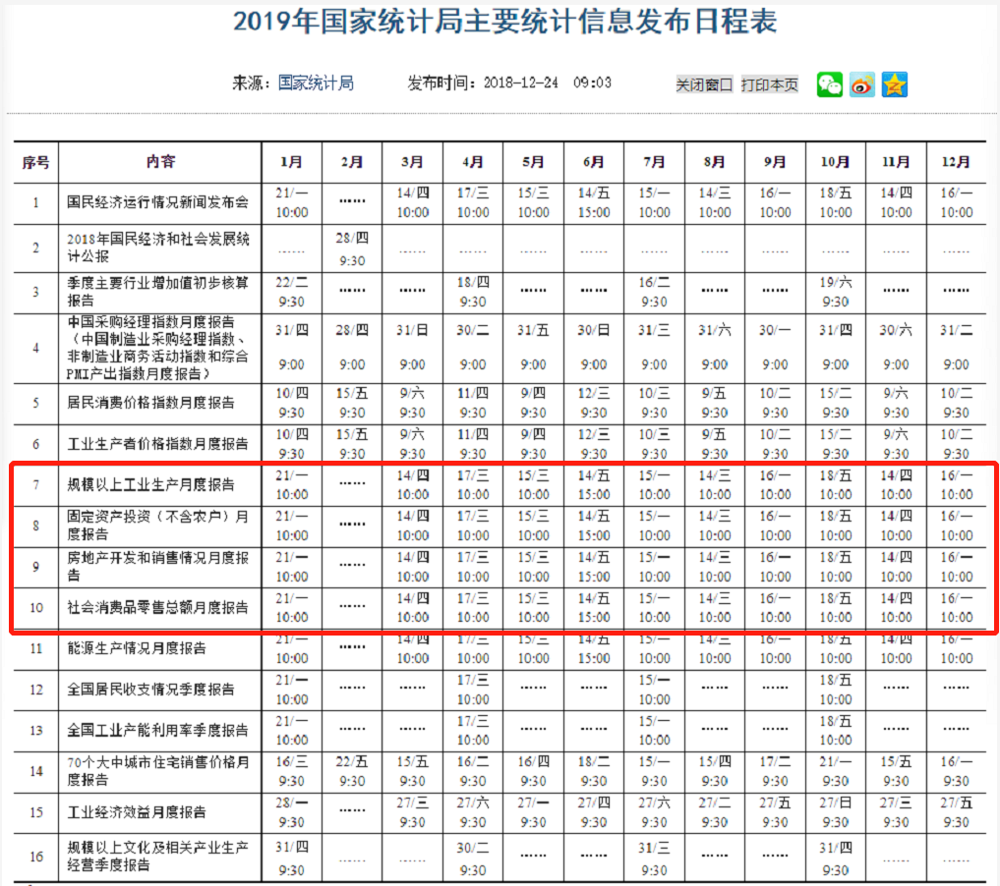 2019年国家统计局主要统计信息发布日程表
来源：国家统计局 发布时间：2018-12-24 09:03 关闭窗口 打印本页
序号 内容 1月 2月 3月 4月 5月 6月 7月 8月 9月 10月 11月 12月
1 国民经济运行情况新闻发布会 21/一 …… 14/四 17/三 15/三 14/五 15/一 14/三 16/一 18/五 14/四 16/一
10:00 10:00 10:00 10:00 15:00 10:00 10:00 10:00 10:00 10:00 10:00
2 2018年国民经济和社会发展统 …… 28/四 …… …… …… …… …… …… …… …… …… ……
计公报 9:30
3 季度主要行业增加值初步核算 22/二 …… …… 18/四 …… …… 16/二 …… …… 19/六 …… ……
报告 9:30 9:30 9:30 9:30
4 中国采购经理指数月度报告 31/四 28/四 31/日 30/二 31/五 30/日 31/三 31/六 30/一 31/四 30/六 31/二
（中国制造业采购经理指数、
非制造业商务活动指数和综合 9:00 9:00 9:00 9:00 9:00 9:00 9:00 9:00 9:00 9:00 9:00 9:00
PMI产出指数月度报告）
5 居民消费价格指数月度报告 10/四 15/五 9/六 11/四 9/四 12/三 10/三 9/五 10/二 15/二 9/六 10/二
9:30 9:30 9:30 9:30 9:30 9:30 9:30 9:30 9:30 9:30 9:30 9:30
6 工业生产者价格指数月度报告 10/四 15/五 9/六 11/四 9/四 12/三 10/三 9/五 10/二 15/二 9/六 10/二
9:30 9:30 9:30 9:30 9:30 9:30 9:30 9:30 9:30 9:30 9:30 9:30
7 规模以上工业生产月度报告 21/一 …… 14/四 17/三 15/三 14/五 15/一 14/三 16/一 18/五 14/四 16/一
10:00 10:00 10:00 10:00 15:00 10:00 10:00 10:00 10:00 10:00 10:00
8 固定资产投资（不含农户）月 21/一 …… 14/四 17/三 15/三 14/五 15/一 14/三 16/一 18/五 14/四 16/一
度报告 10:00 10:00 10:00 10:00 15:00 10:00 10:00 10:00 10:00 10:00 10:00
9 房地产开发和销售情况月度报 21/一 …… 14/四 17/三 15/三 14/五 15/一 14/三 16/一 18/五 14/四 16/一
告 10:00 10:00 10:00 10:00 15:00 10:00 10:00 10:00 10:00 10:00 10:00
10 社会消费品零售总额月度报告 21/一 …… 14/四 17/三 15/三 14/五 15/一 14/三 16/一 18/五 14/四 16/一
10:00 10:00 10:00 10:00 15:00 10:00 10:00 10:00 10:00 10:00 10:00
11 能源生产情况月度报告 21/一 …… 14/四 17/三 15/三 14/五 15/一 14/三 16/一 18/五 14/四 16/一
10:00 10:00 10:00 10:00 15:00 10:00 10:00 10:00 10:00 10:00 10:00
12 全国居民收支情况季度报告 21/一 …… …… 17/三 …… …… 15/一 …… …… 18/五 …… ……
10:00 10:00 10:00 10:00
13 全国工业产能利用率季度报告 21/一 …… …… 17/三 …… …… 15/一 …… …… 18/五 …… ……
10:00 10:00 10:00 10:00
14 70个大中城市住宅销售价格月 16/三 22/五 15/五 16/二 16/四 18/二 15/一 15/四 17/二 21/一 15/五 16/一
度报告 9:30 9:30 9:30 9:30 9:30 9:30 9:30 9:30 9:30 9:30 9:30 9:30
15 工业经济效益月度报告 28/一 …… 27/三 27/六 27/一 27/四 27/六 27/二 27/五 27/日 27/三 27/五
9:30 9:30 9:30 9:30 9:30 9:30 9:30 9:30 9:30 9:30 9:30
16 规模以上文化及相关产业生产 31/四 …… …… 30/二 …… …… 31/三 …… …… 31/四 …… ……
经营季度报告 9:30 9:30 9:30 9:30